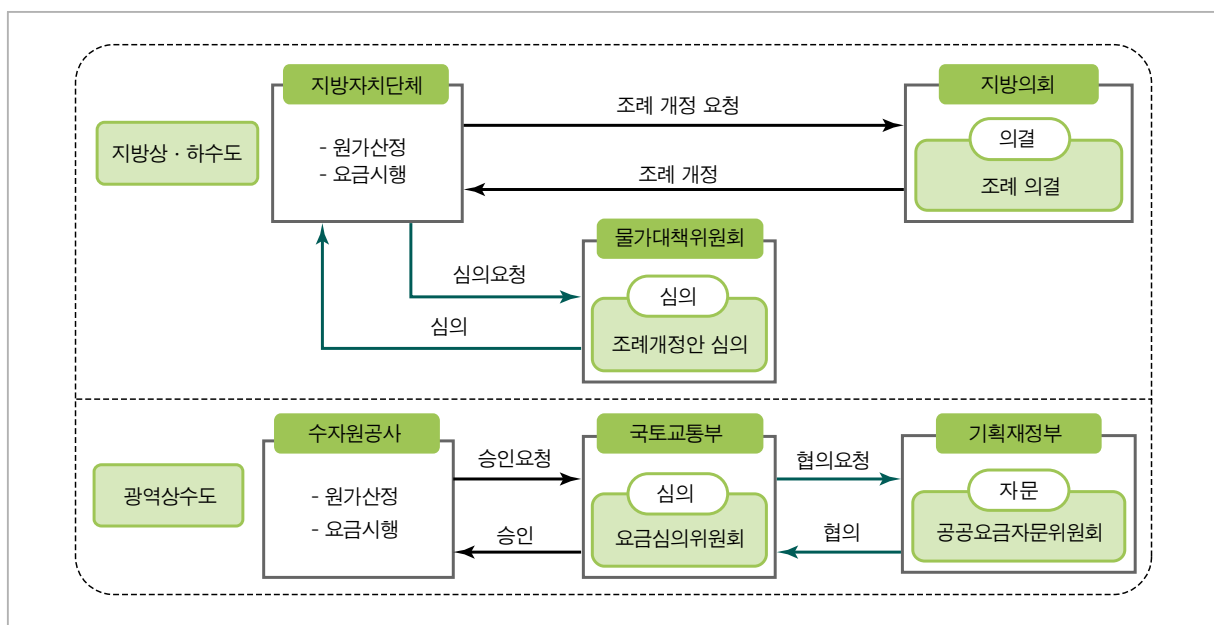 지방자치단체
지방의회
조례 개정 요청
지방상 · 하수도
- 원가산정
- 요금시행
의결
조례 의결
조례 개정
물가대책위원회
심의요청
심의
심의
조례개정안 심의
수자원공사
국토교통부
기획재정부
광역상수도
- 원가산정
- 요금시행
승인요청
승인
심의
요금심의위원회
협의요청
협의
자문
공공요금자문위원회